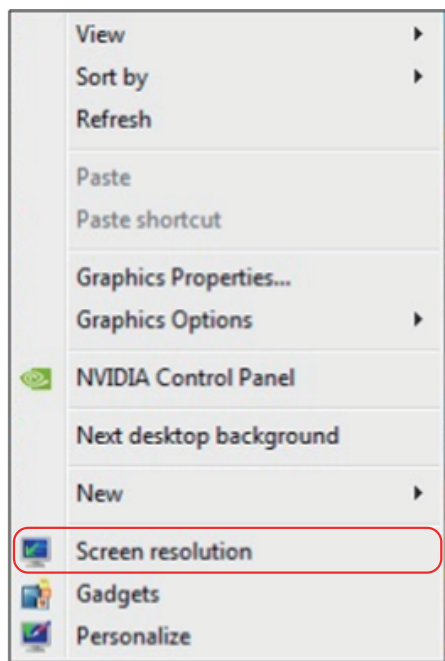 View
Sort by
Refresh
Paste
Paste shortcut
Graphics Properties...
Graphics Options
NVIDIA Control Panel
Next desktop background
New
Screen resolution
Gadgets
Personalize